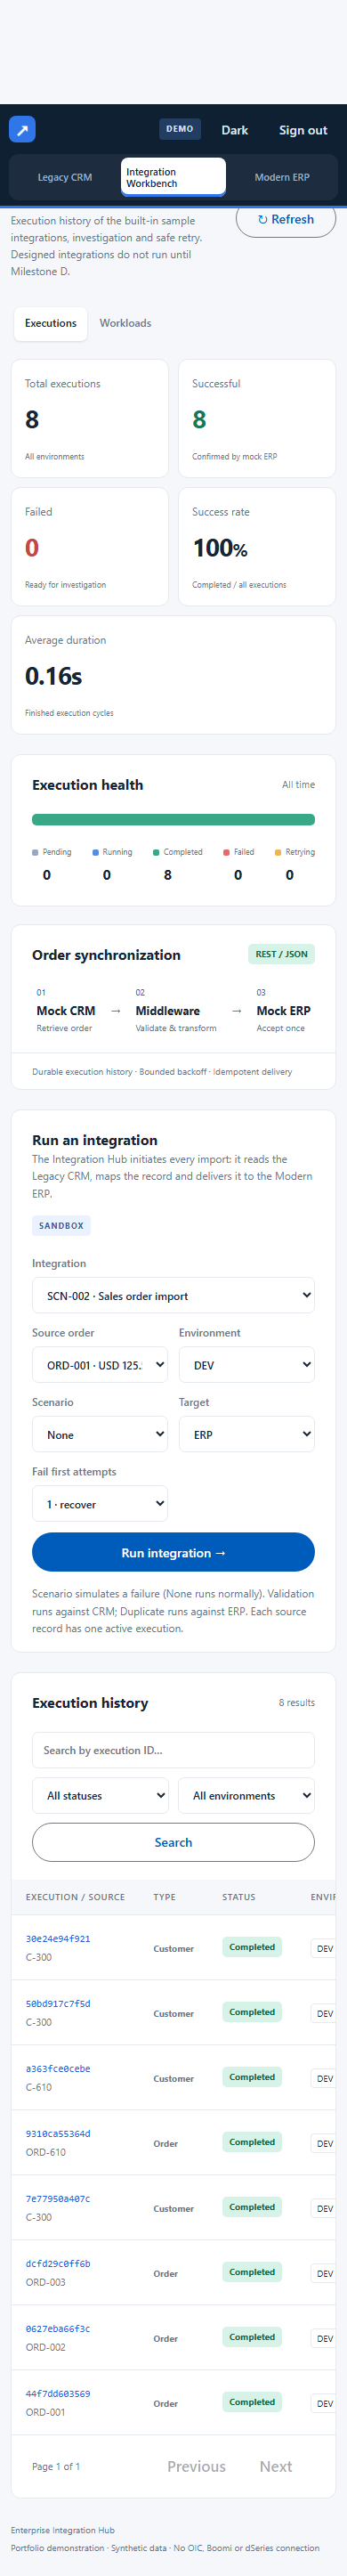 DEMO
Dark
Sign out
Legacy CRM
Integration
Workbench
Modern ERP
Execution history of the built-in sample
integrations, investigation and safe retry.
Designed integrations do not run until
Milestone D.
↻ Refresh
Executions
Workloads
Total executions
8
All environments
Successful
8
Confirmed by mock ERP
Failed
0
Ready for investigation
Success rate
100%
Completed / all executions
Average duration
0.16s
Finished execution cycles
Execution health
All time
Pending
Running
Completed
Failed
Retrying
0
0
8
0
0
Order synchronization
REST / JSON
01
Mock CRM
Retrieve order
→
02
Middleware
Validate & transform
→
03
Mock ERP
Accept once
Durable execution history · Bounded backoff · Idempotent delivery
Run an integration
The Integration Hub initiates every import: it reads the
Legacy CRM, maps the record and delivers it to the Modern
ERP.
SANDBOX
Integration
SCN-002 · Sales order import
Source order
Environment
ORD-001 · USD 125.
DEV
Scenario
Target
None
ERP
Fail first attempts
1 · recover
Run integration →
Scenario simulates a failure (None runs normally). Validation
runs against CRM; Duplicate runs against ERP. Each source
record has one active execution.
Execution history
8 results
Search by execution ID...
All statuses
All environments
Search
EXECUTION / SOURCE TYPE STATUS ENVIR
30e24e94f921
C-300
Customer
Completed
DEV
50bd917c7f5d
C-300
Customer
Completed
DEV
a363fce0cebe
C-610
Customer
Completed
DEV
9310ca55364d
ORD-610
Order
Completed
DEV
7e77950a407c
C-300
Customer
Completed
DEV
dcfd29c0ff6b
ORD-003
Order
Completed
DEV
0627eba66f3c
ORD-002
Order
Completed
DEV
44f7dd603569
ORD-001
Order
Completed
DEV
Page 1 of 1
Previous
Next
Enterprise Integration Hub
Portfolio demonstration · Synthetic data · No OIC, Boomi or dSeries connection